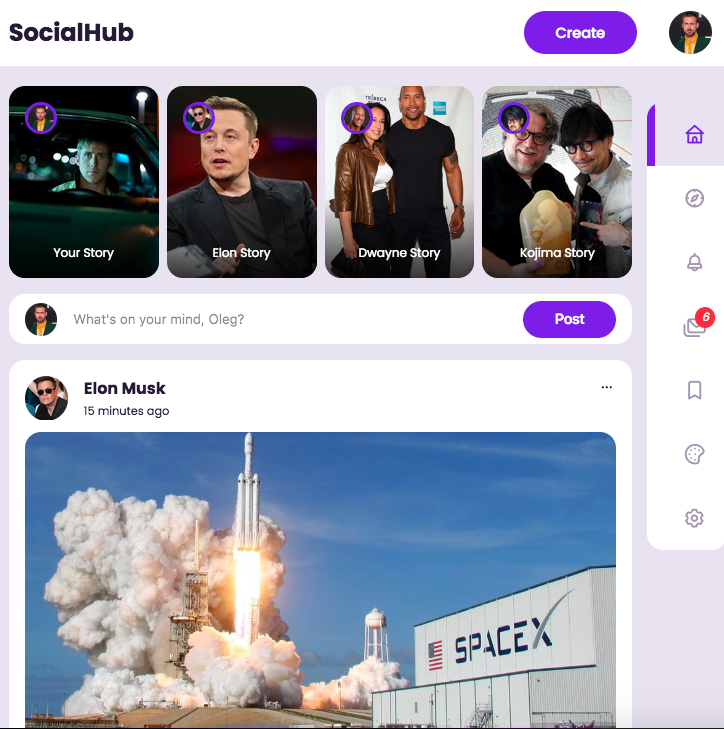 SocialHub
Create
TRIBECA
Your Story
Elon Story
Dwayne Story
Kojima Story
What's on your mind, Oleg?
Post
6
Elon Musk
15 minutes ago
...
SPACEX